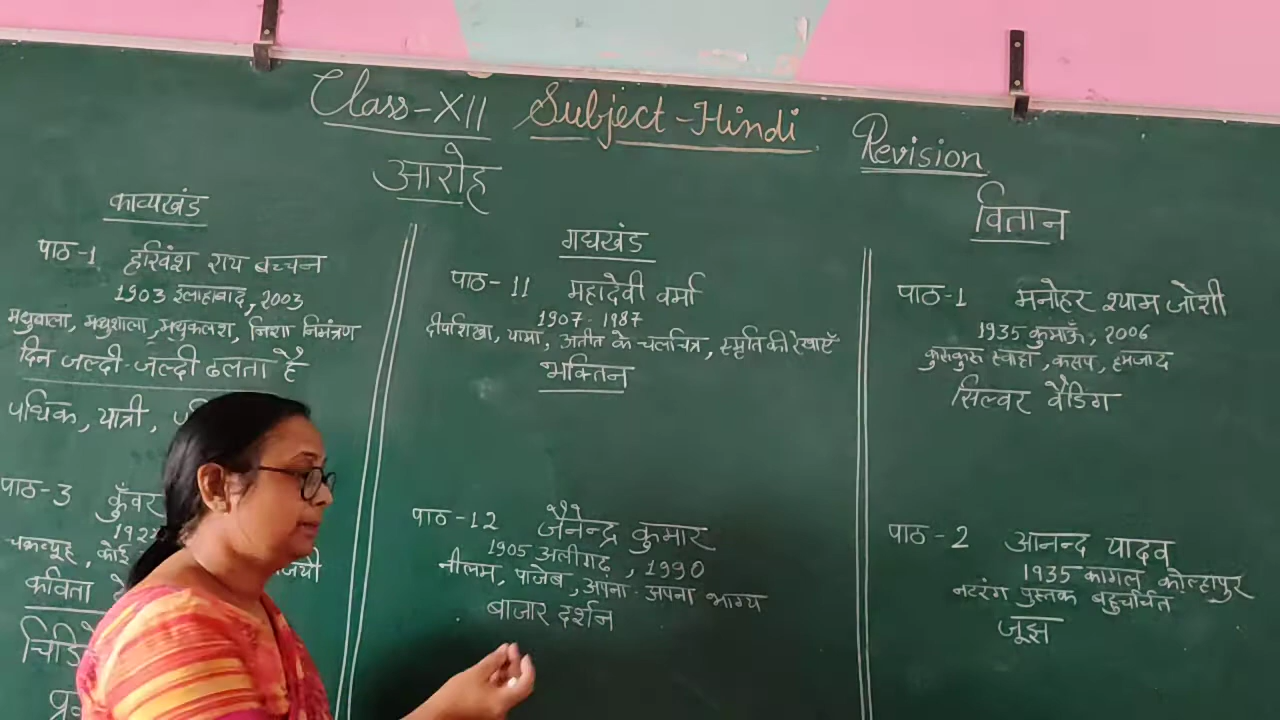 Class-XII Subject-Hindi Revision
आरोह
काव्यखंड
पाठ-1 हरिवंश राय बच्चन
1903 इलाहाबाद, 2003
मधुबाला, मधुशाला, मधुकलश, निशा निमंत्रण
दिन जल्दी-जल्दी ढलता है
पथिक, यात्री,
पाठ-3 कुँवर
चक्रव्यूह, कोई
कविता
गद्यखंड
पाठ-11 महादेवी वर्मा
1907-1987
दीपशिखा, यामा, अतीत के चलचित्र, स्मृति की रेखाएँ
भक्तिन
पाठ-12 जैनेन्द्र कुमार
1905 अलीगढ़, 1990
नीलम, पाजेब, अपना-अपना भाग्य
बाजार दर्शन
वितान
पाठ-1 मनोहर श्याम जोशी
1935 कुमाऊँ, 2006
कुरुकुरु स्वाहा, कसप, हमजाद
सिल्वर वैडिंग
पाठ-2 आनन्द यादव
1935 कागल, कोल्हापुर
नटरंग पुस्तक बहुचर्चित
जूझ